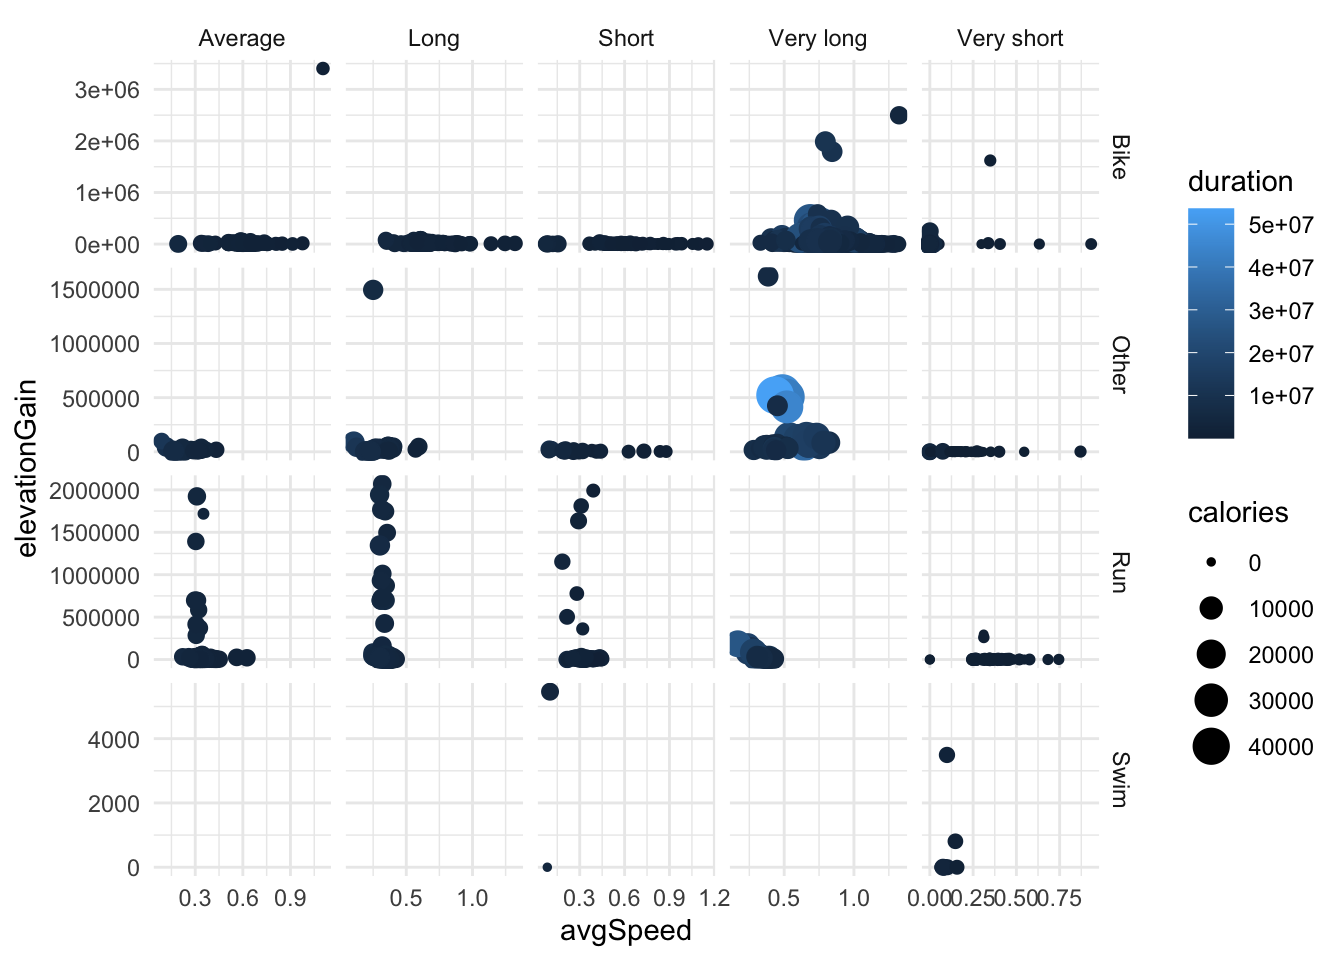 Average Long Short Very long Very short
3e+06
2e+06
1e+06
0e+00
Bike
1500000
1000000
500000
0
Other
2000000
1500000
1000000
500000
0
Run
4000
2000
0
Swim
0.3 0.6 0.9 0.5 1.0 0.3 0.6 0.9 1.2 0.5 1.0 0.00 0.25 0.50 0.75
avgSpeed
elevationGain
duration
5e+07
4e+07
3e+07
2e+07
1e+07
calories
0
10000
20000
30000
40000